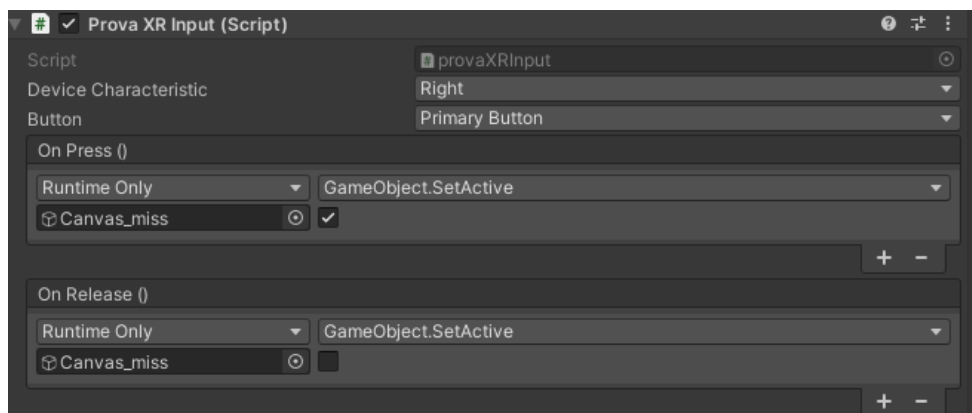 Prova XR Input (Script)
Script provaXRInput
Device Characteristic Right
Button Primary Button
On Press ()
Runtime Only GameObject.SetActive
Canvas_miss
On Release ()
Runtime Only GameObject.SetActive
Canvas_miss